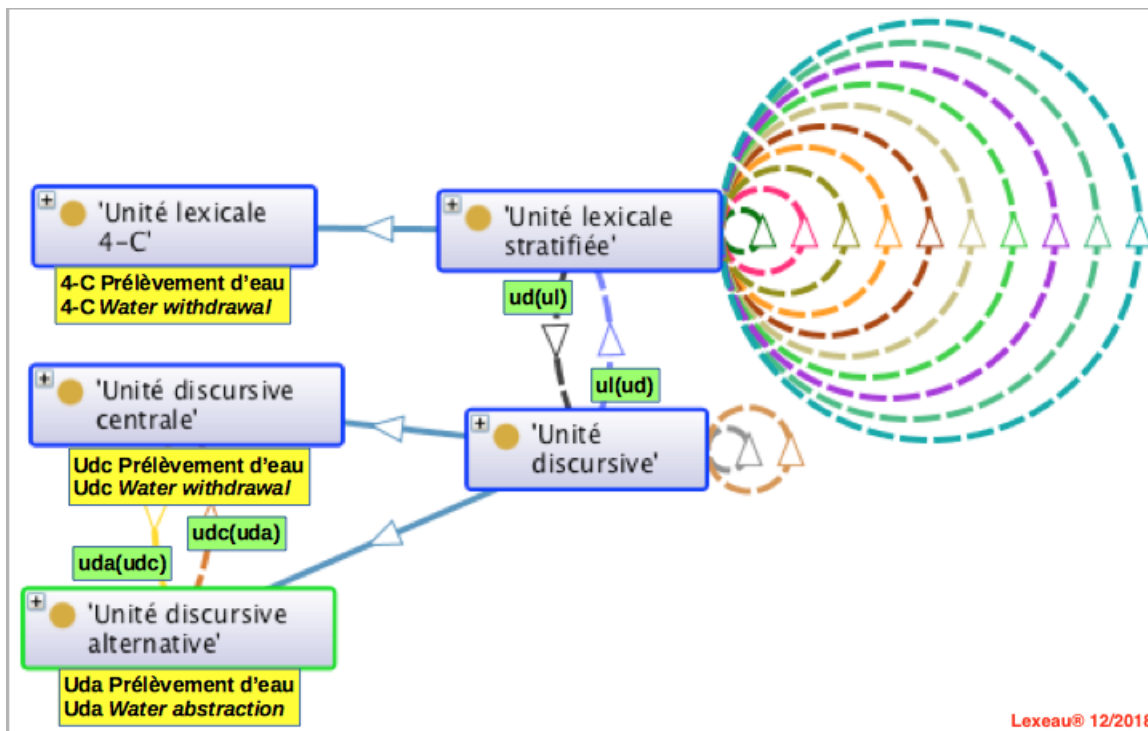 'Unité lexicale
4-C'
4-C Prélèvement d'eau
4-C Water withdrawal
'Unité lexicale
stratifiée'
ud(ul)
ul(ud)
'Unité discursive
centrale'
Udc Prélèvement d'eau
Udc Water withdrawal
'Unité
discursive'
udc(uda)
uda(udc)
'Unité discursive
alternative'
Uda Prélèvement d'eau
Uda Water abstraction
Lexeau® 12/2018